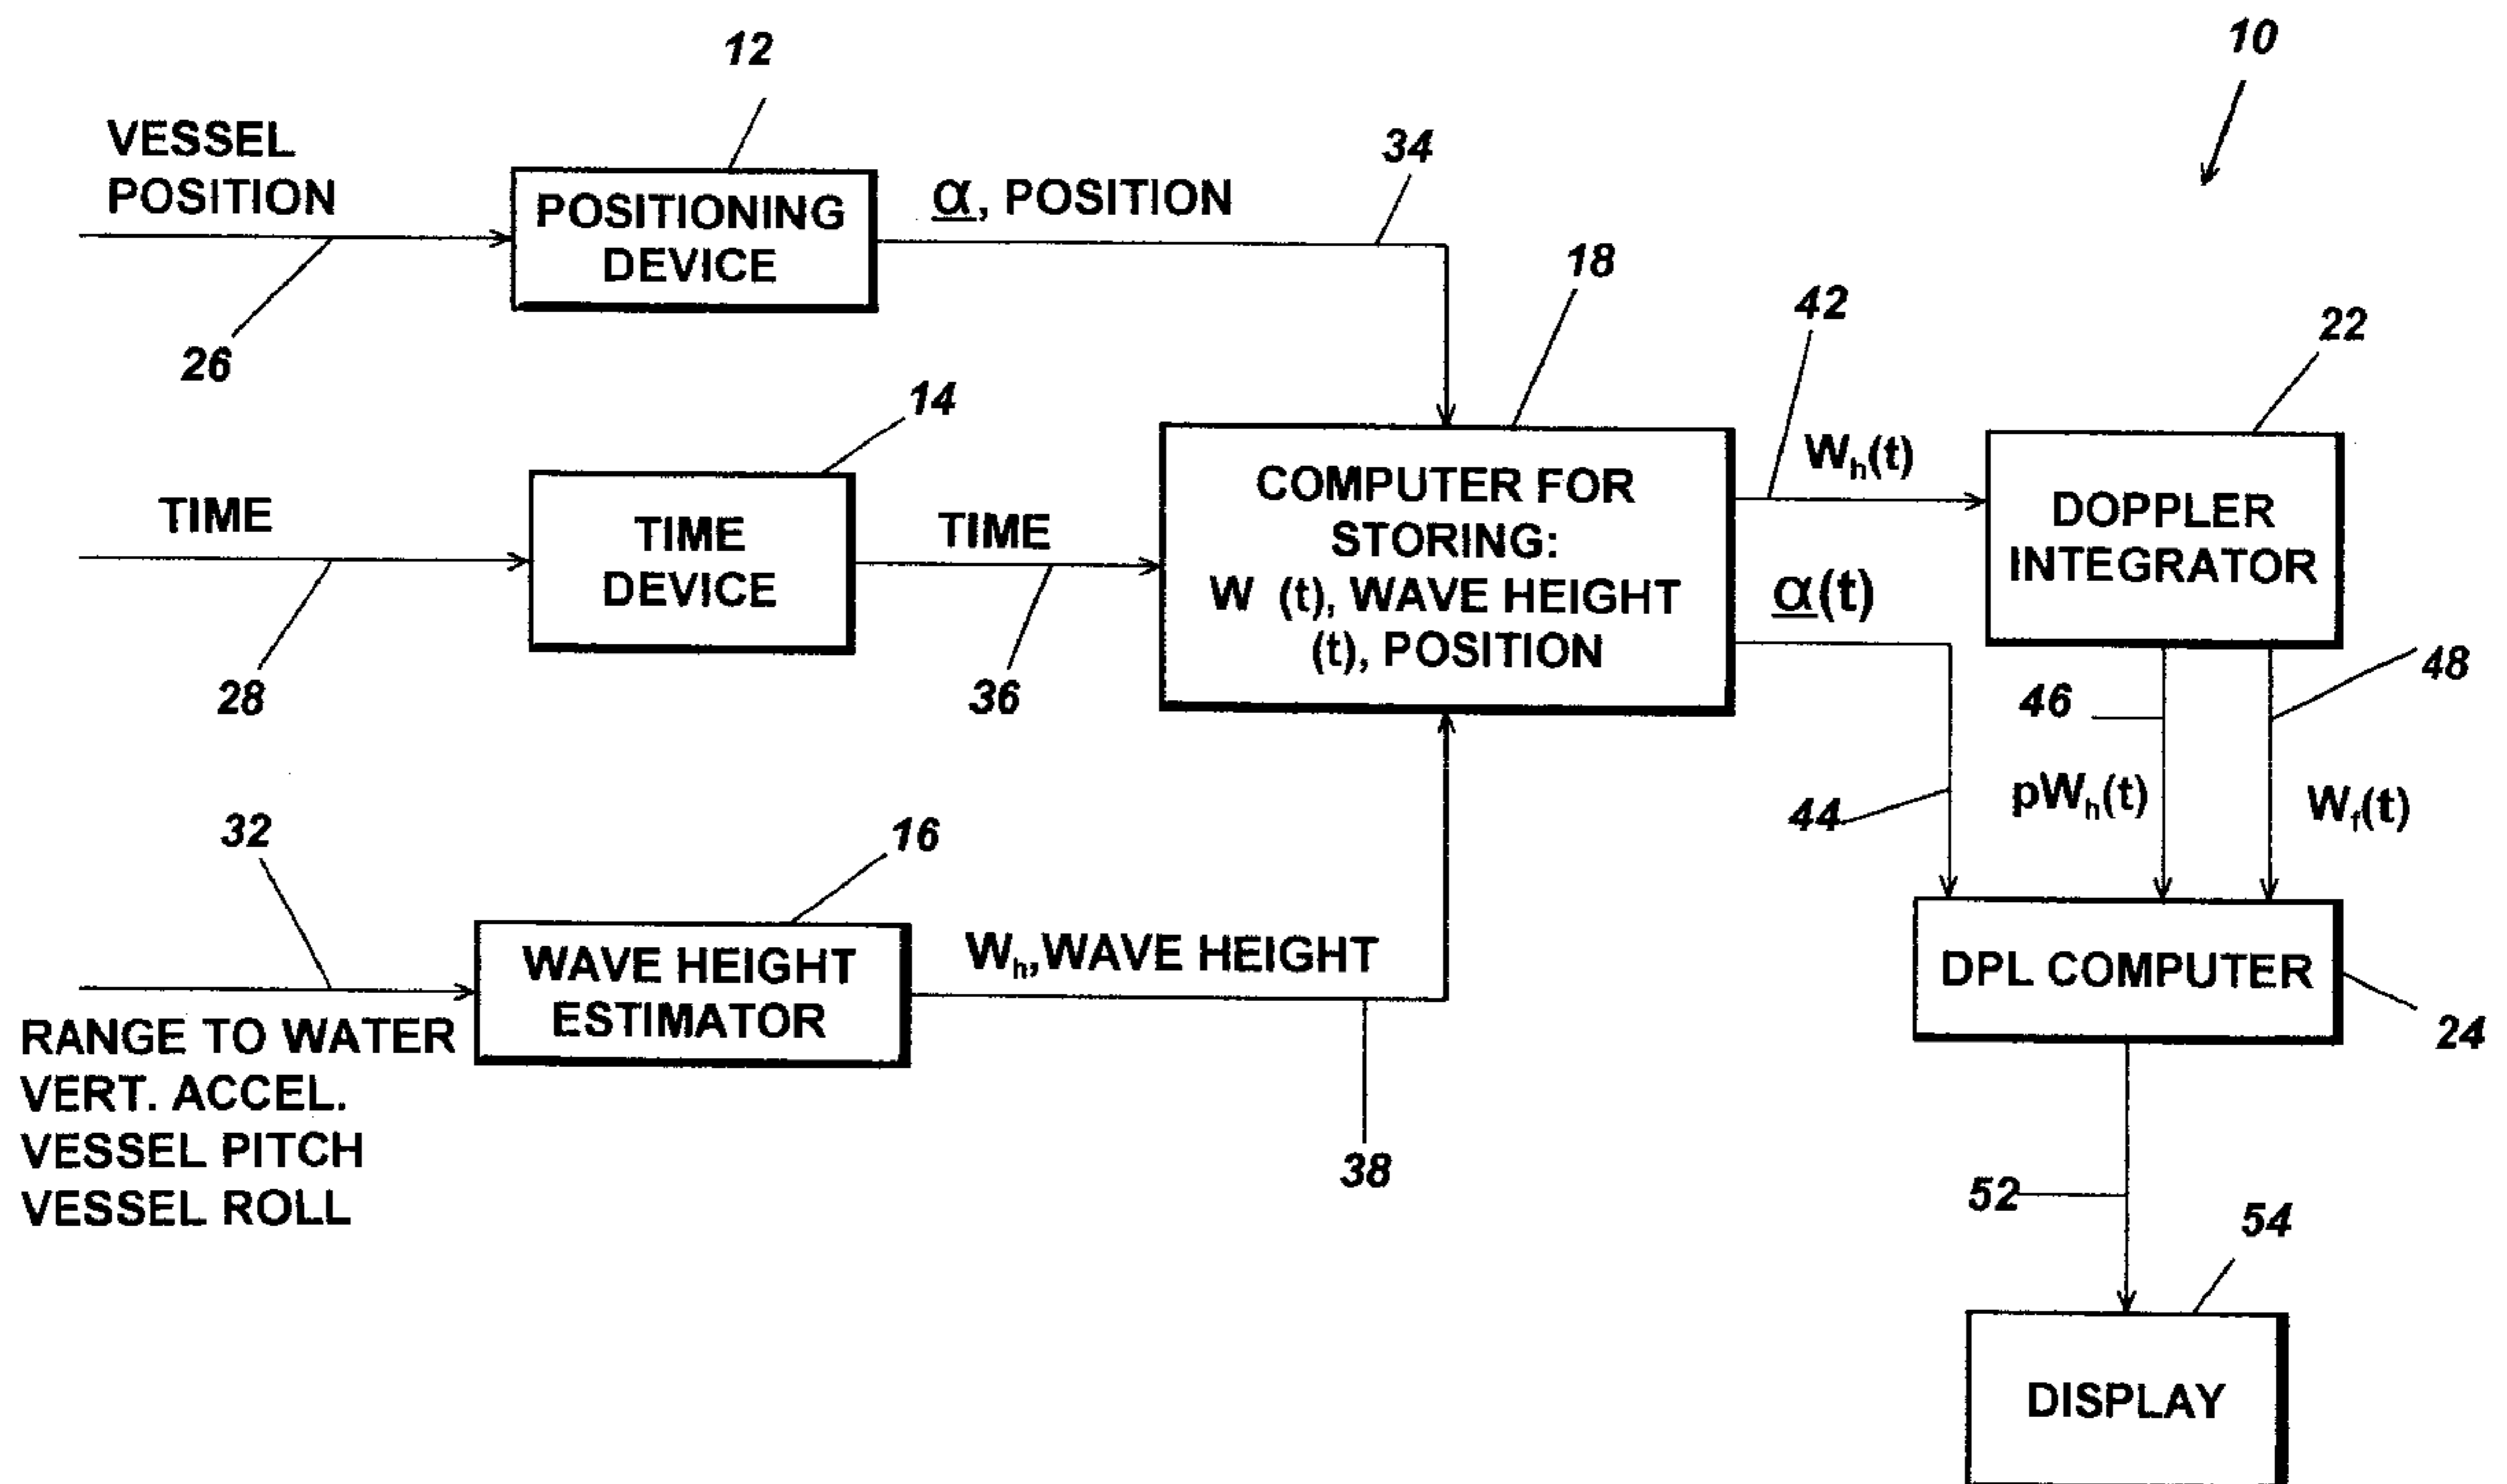 10
12
VESSEL
POSITION
26
POSITIONING
DEVICE
α, POSITION
34
18
42
22
TIME
28
14
TIME
DEVICE
TIME
36
COMPUTER FOR
STORING:
W (t), WAVE HEIGHT
(t), POSITION
Wh(t)
α(t)
DOPPLER
INTEGRATOR
48
46
44
pWh(t)
Wf(t)
32
RANGE TO WATER
VERT. ACCEL.
VESSEL PITCH
VESSEL ROLL
16
WAVE HEIGHT
ESTIMATOR
Wh, WAVE HEIGHT
38
DPL COMPUTER
24
52
54
DISPLAY